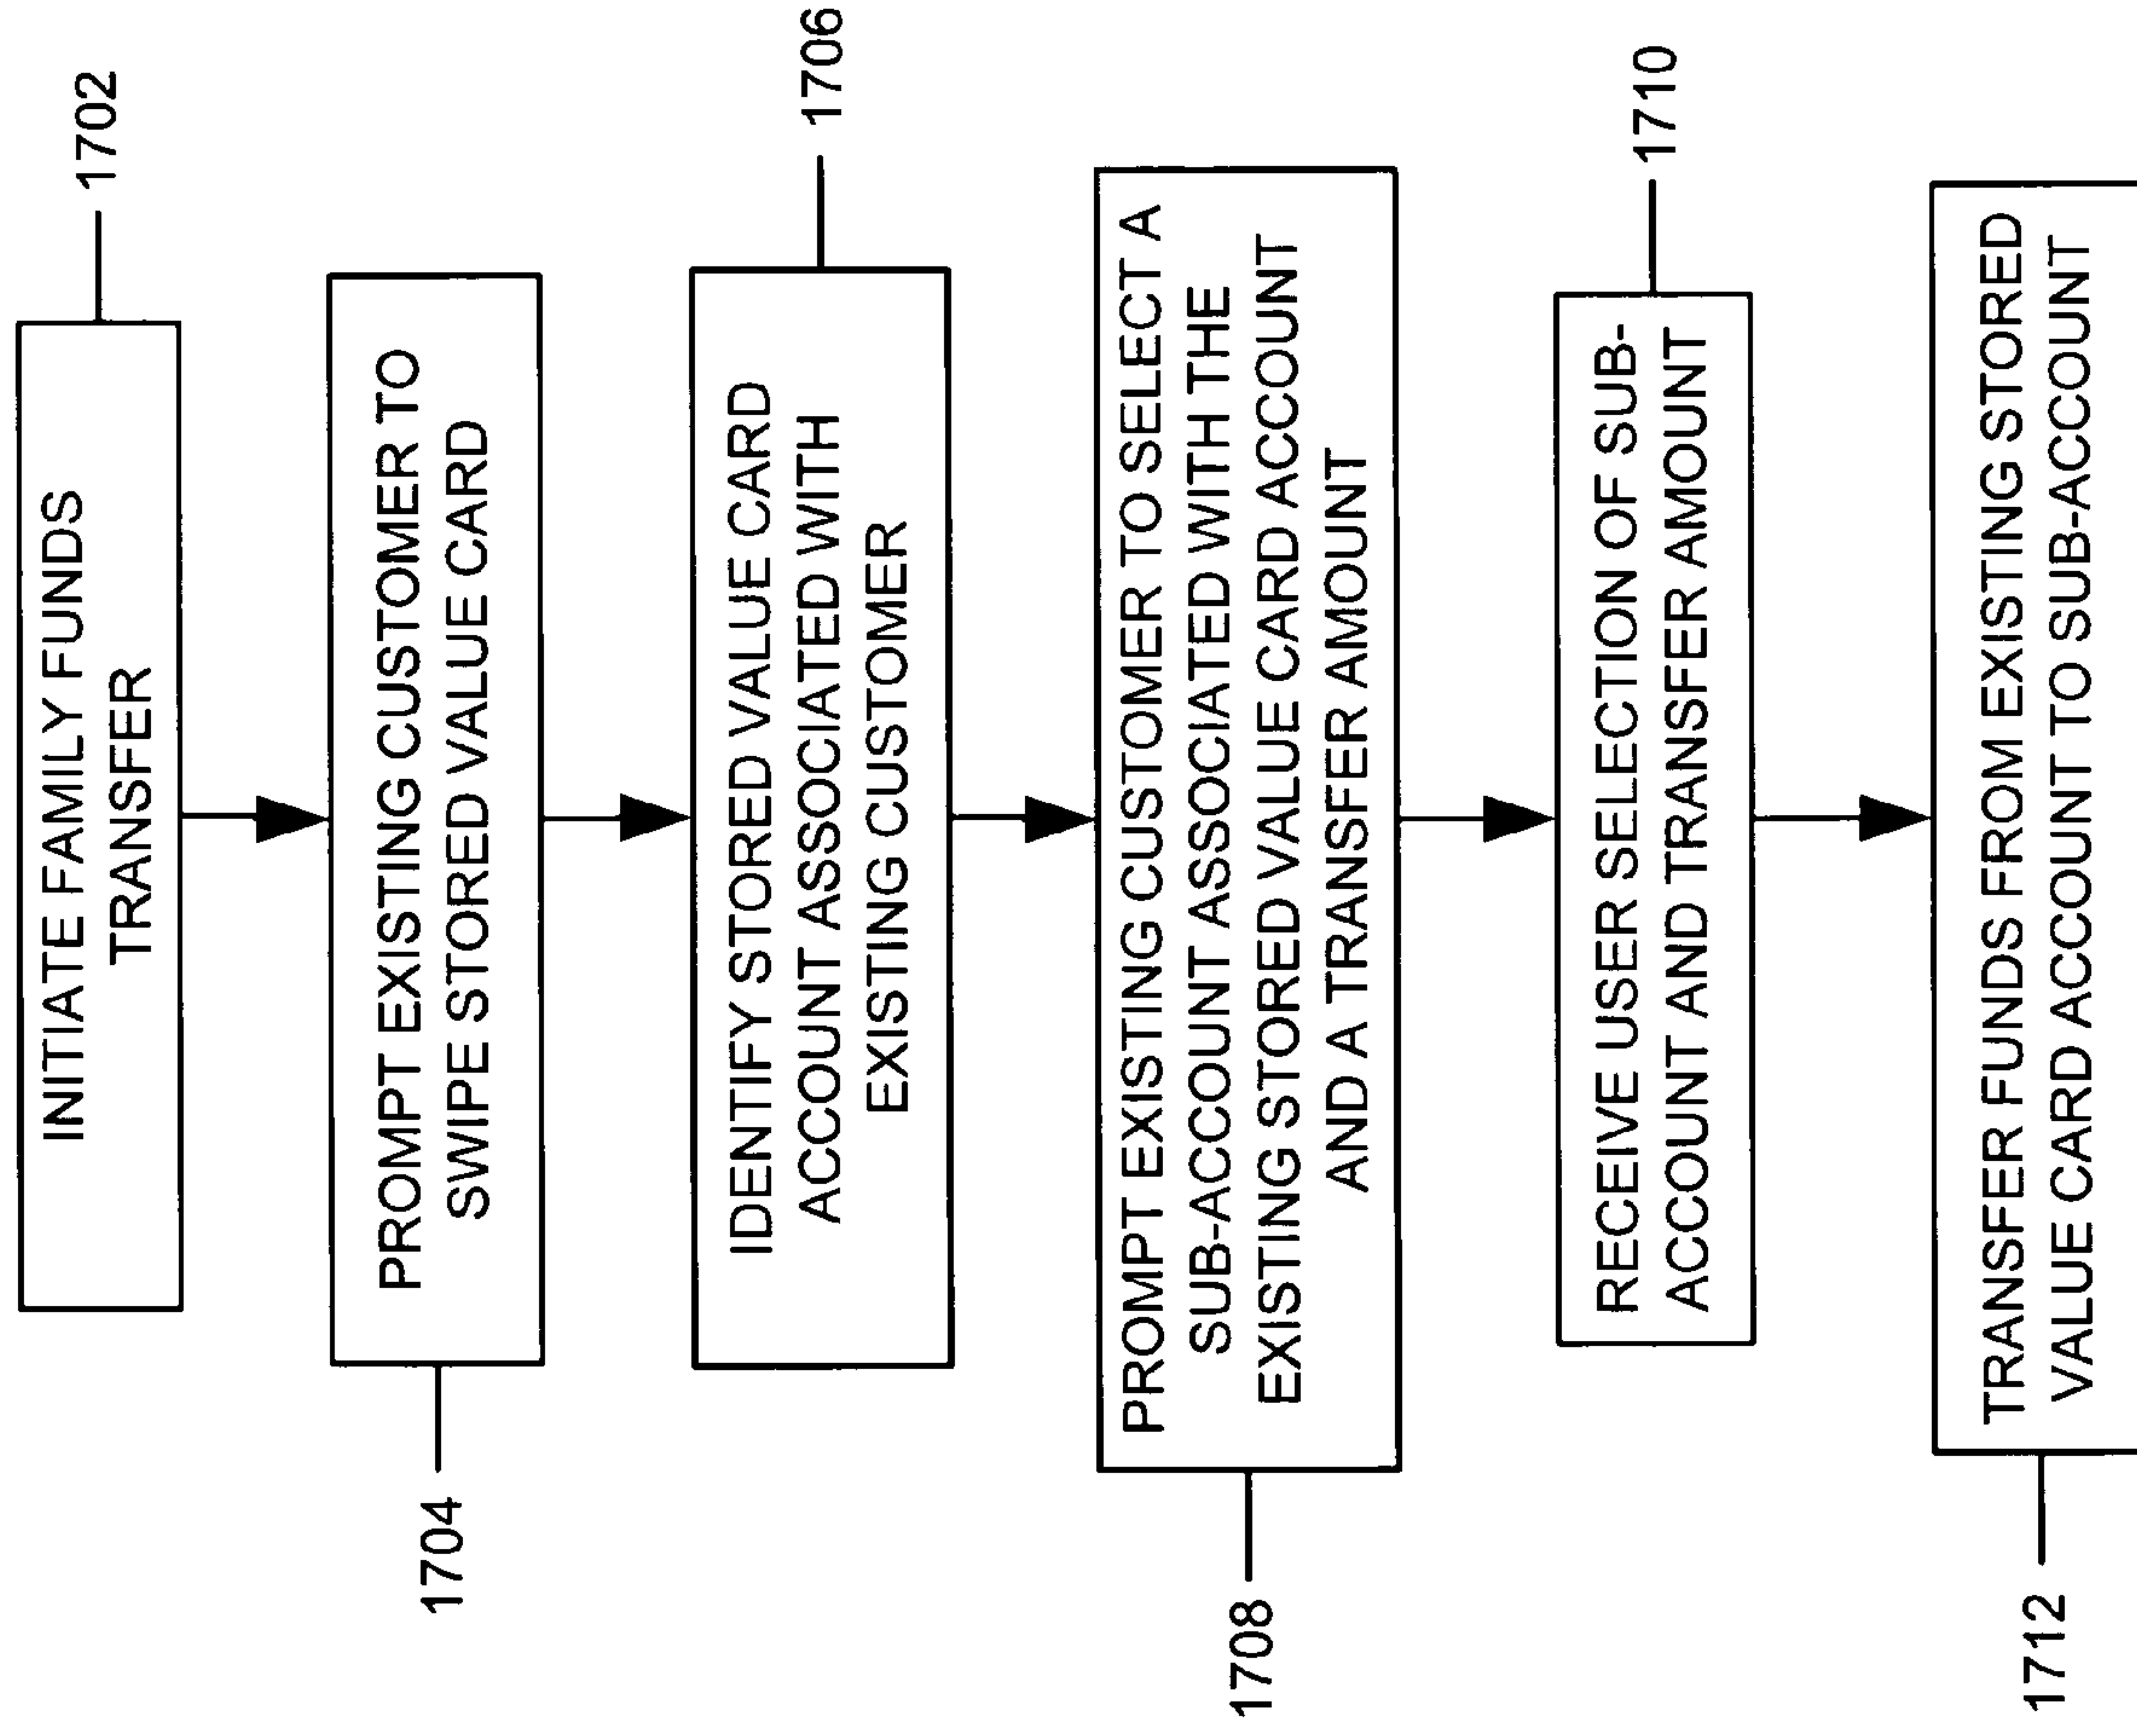 INITIATE FAMILY FUNDS
TRANSFER
1702
PROMPT EXISTING CUSTOMER TO
SWIPE STORED VALUE CARD
1704
IDENTIFY STORED VALUE CARD
ACCOUNT ASSOCIATED WITH
EXISTING CUSTOMER
1706
PROMPT EXISTING CUSTOMER TO SELECT A
SUB-ACCOUNT ASSOCIATED WITH THE
EXISTING STORED VALUE CARD ACCOUNT
AND A TRANSFER AMOUNT
1708
RECEIVE USER SELECTION OF SUB-
ACCOUNT AND TRANSFER AMOUNT
1710
TRANSFER FUNDS FROM EXISTING STORED
VALUE CARD ACCOUNT TO SUB-ACCOUNT
1712